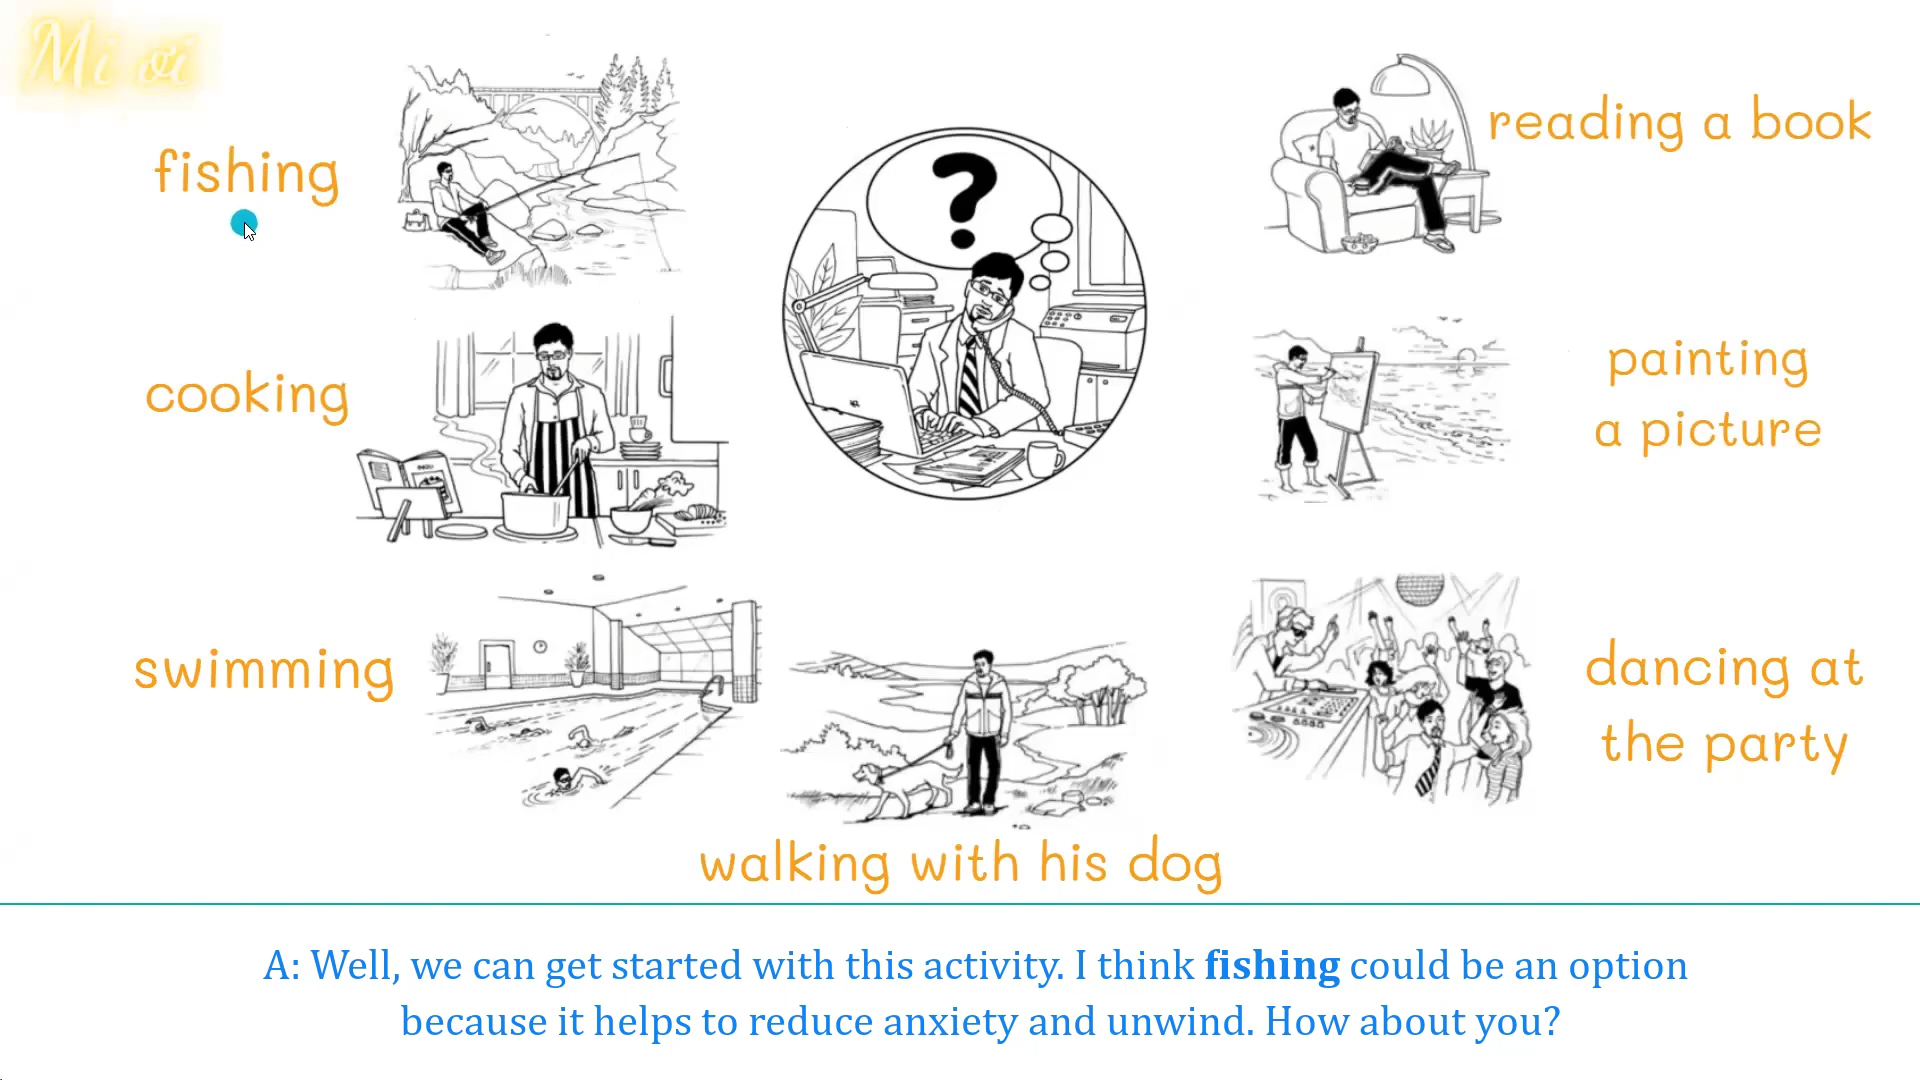 Mi ơi
fishing
reading a book
cooking
painting
a picture
swimming
dancing at
the party
walking with his dog
A: Well, we can get started with this activity. I think fishing could be an option
because it helps to reduce anxiety and unwind. How about you?